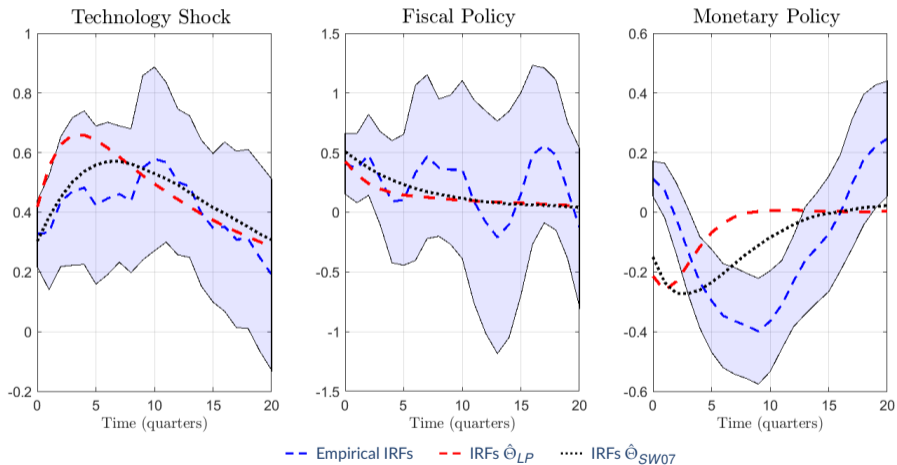 Technology Shock
1
0.8
0.6
0.4
0.2
0
-0.2
0 5 10 15 20
Time (quarters)
Fiscal Policy
1.5
1
0.5
0
-0.5
-1
-1.5
0 5 10 15 20
Time (quarters)
Monetary Policy
0.6
0.4
0.2
0
-0.2
-0.4
-0.6
0 5 10 15 20
Time (quarters)
Empirical IRFs IRFs Θ̂_LP IRFs Θ̂_SW07